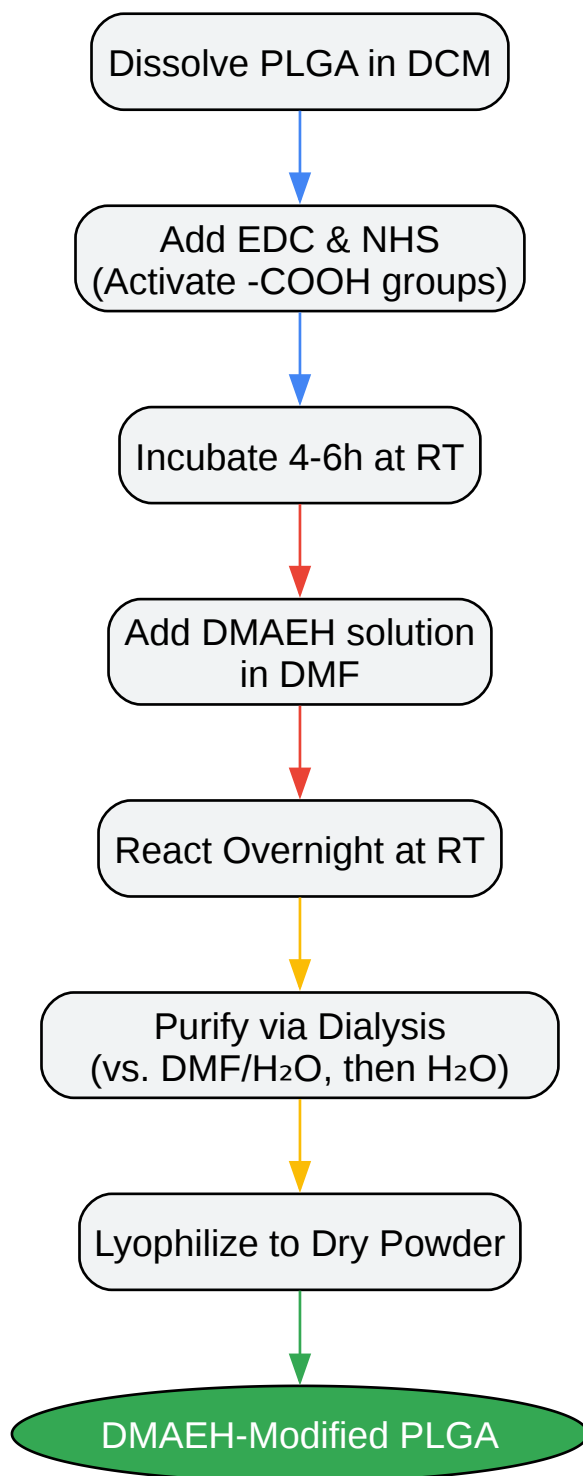 Dissolve PLGA in DCM
Add EDC & NHS
(Activate -COOH groups)
Incubate 4-6h at RT
Add DMAEH solution
in DMF
React Overnight at RT
Purify via Dialysis
(vs. DMF/H₂O, then H₂O)
Lyophilize to Dry Powder
DMAEH-Modified PLGA